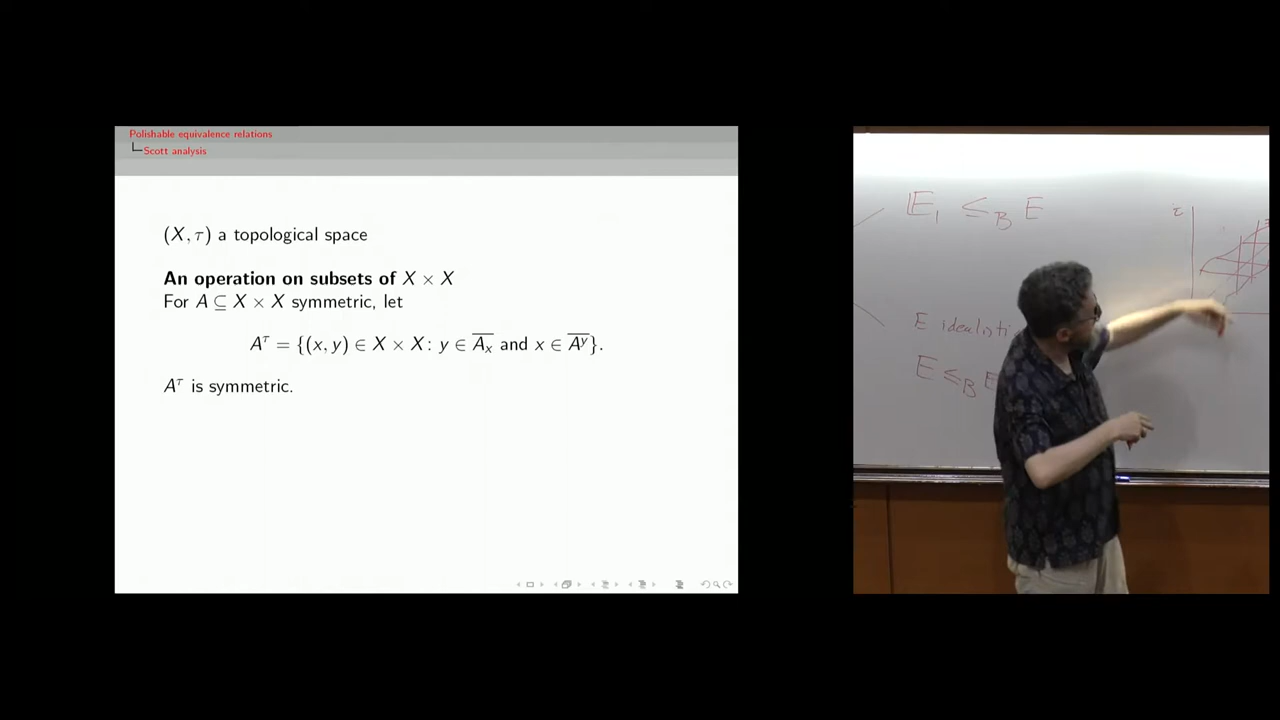 Polishable equivalence relations
Scott analysis
(X, τ) a topological space
An operation on subsets of X × X
For A ⊆ X × X symmetric, let
A^τ = {(x, y) ∈ X × X : y ∈ \overline{A_x} and x ∈ \overline{A^y}}.
A^τ is symmetric.
E₁ ≤_B E
τ
E idealisti
E ≤_B E